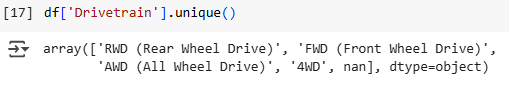 [17] df['Drivetrain'].unique()
array(['RWD (Rear Wheel Drive)', 'FWD (Front Wheel Drive)',
'AWD (All Wheel Drive)', '4WD', nan], dtype=object)